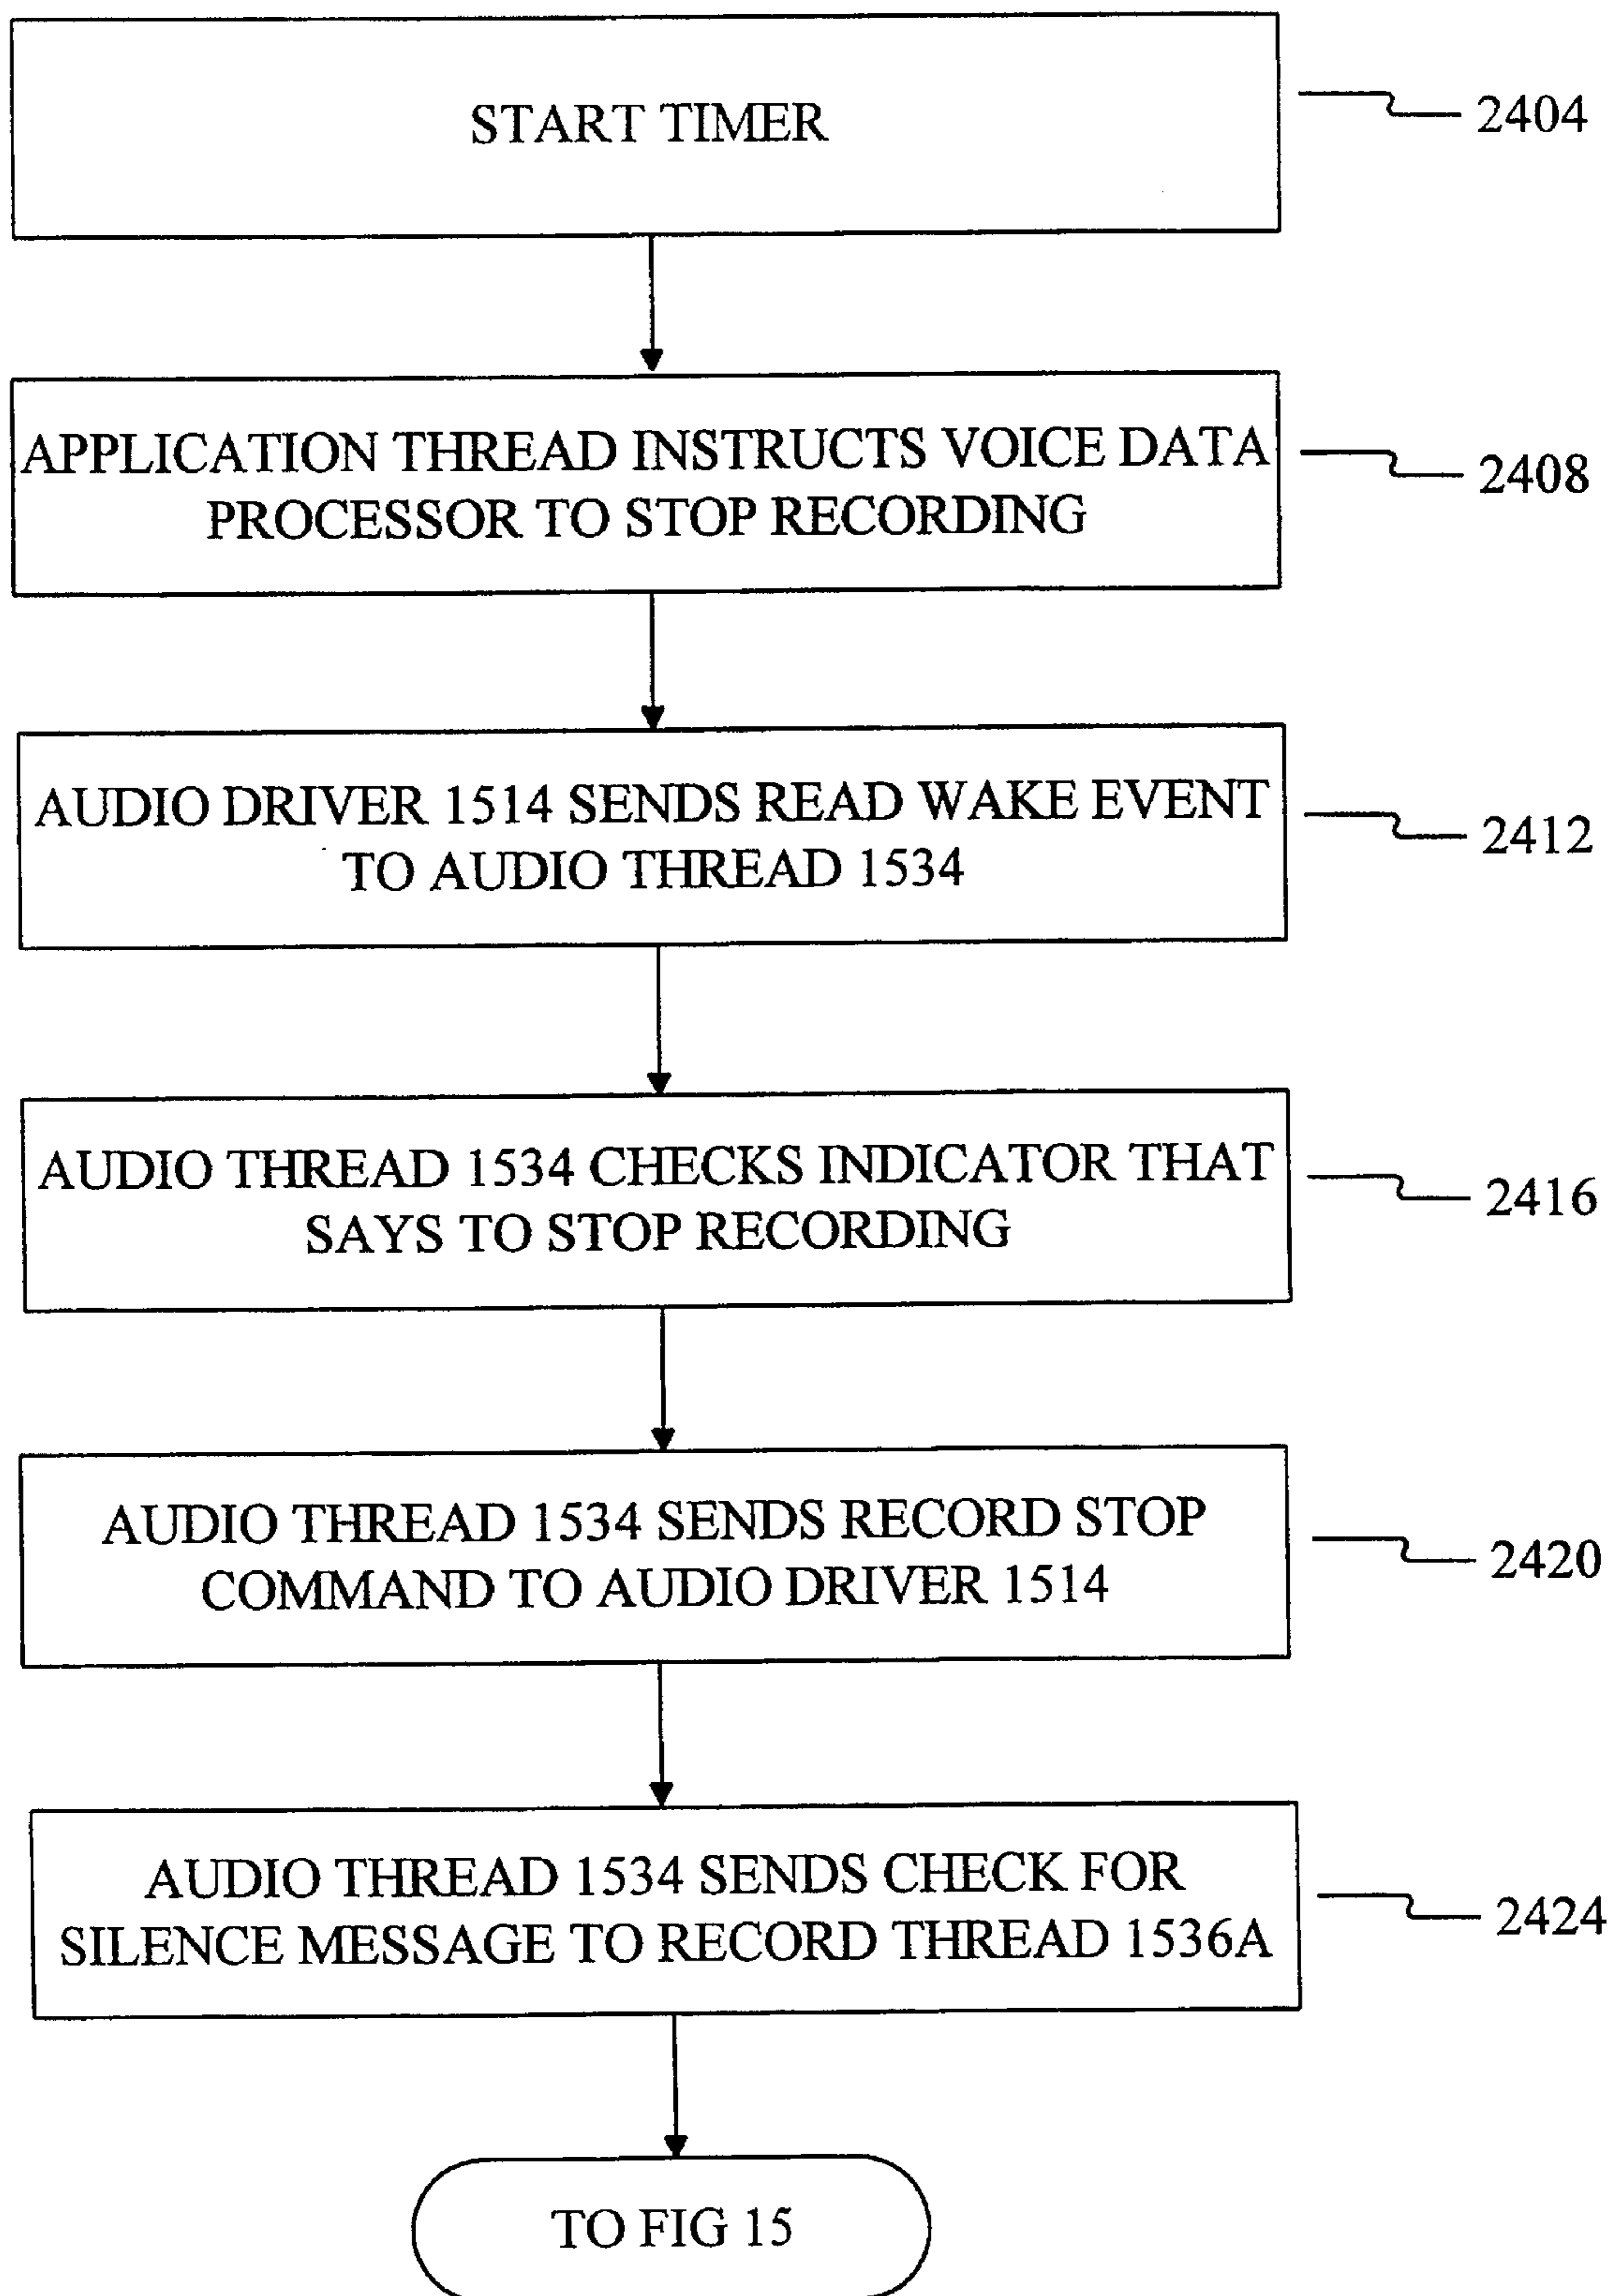 START TIMER
2404
APPLICATION THREAD INSTRUCTS VOICE DATA
PROCESSOR TO STOP RECORDING
2408
AUDIO DRIVER 1514 SENDS READ WAKE EVENT
TO AUDIO THREAD 1534
2412
AUDIO THREAD 1534 CHECKS INDICATOR THAT
SAYS TO STOP RECORDING
2416
AUDIO THREAD 1534 SENDS RECORD STOP
COMMAND TO AUDIO DRIVER 1514
2420
AUDIO THREAD 1534 SENDS CHECK FOR
SILENCE MESSAGE TO RECORD THREAD 1536A
2424
TO FIG 15